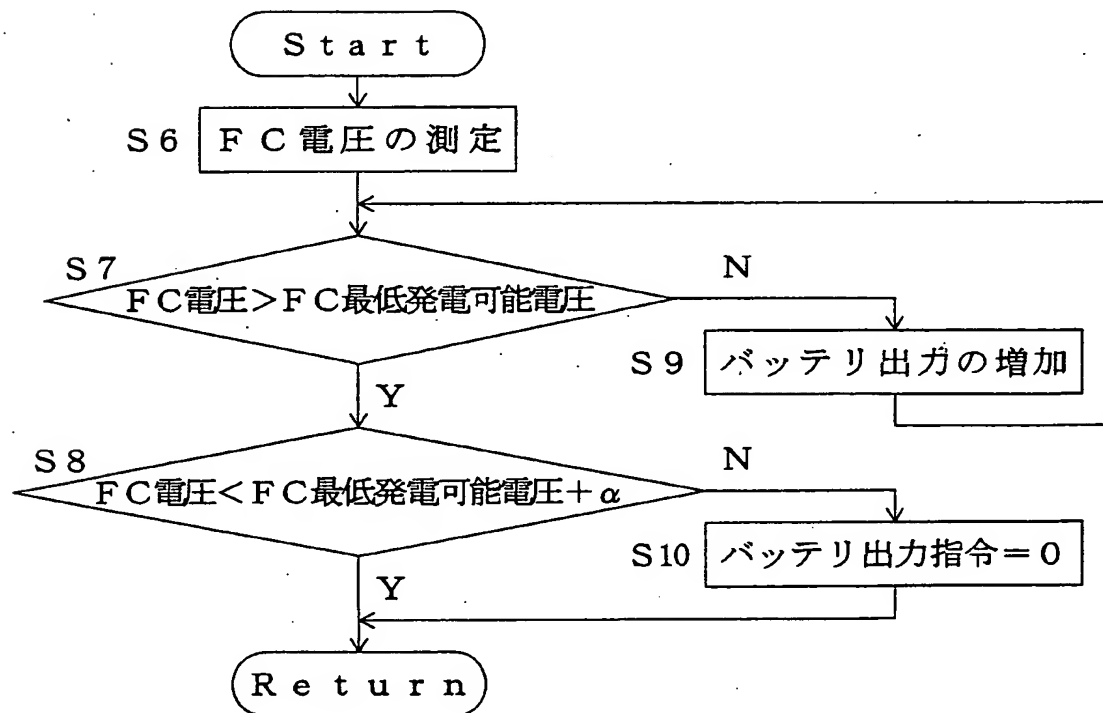 Start
S6
FC電圧の測定
S7
FC電圧>FC最低発電可能電圧
N
S9
バッテリ出力の増加
Y
S8
FC電圧<FC最低発電可能電圧+α
N
S10
バッテリ出力指令=0
Y
Return